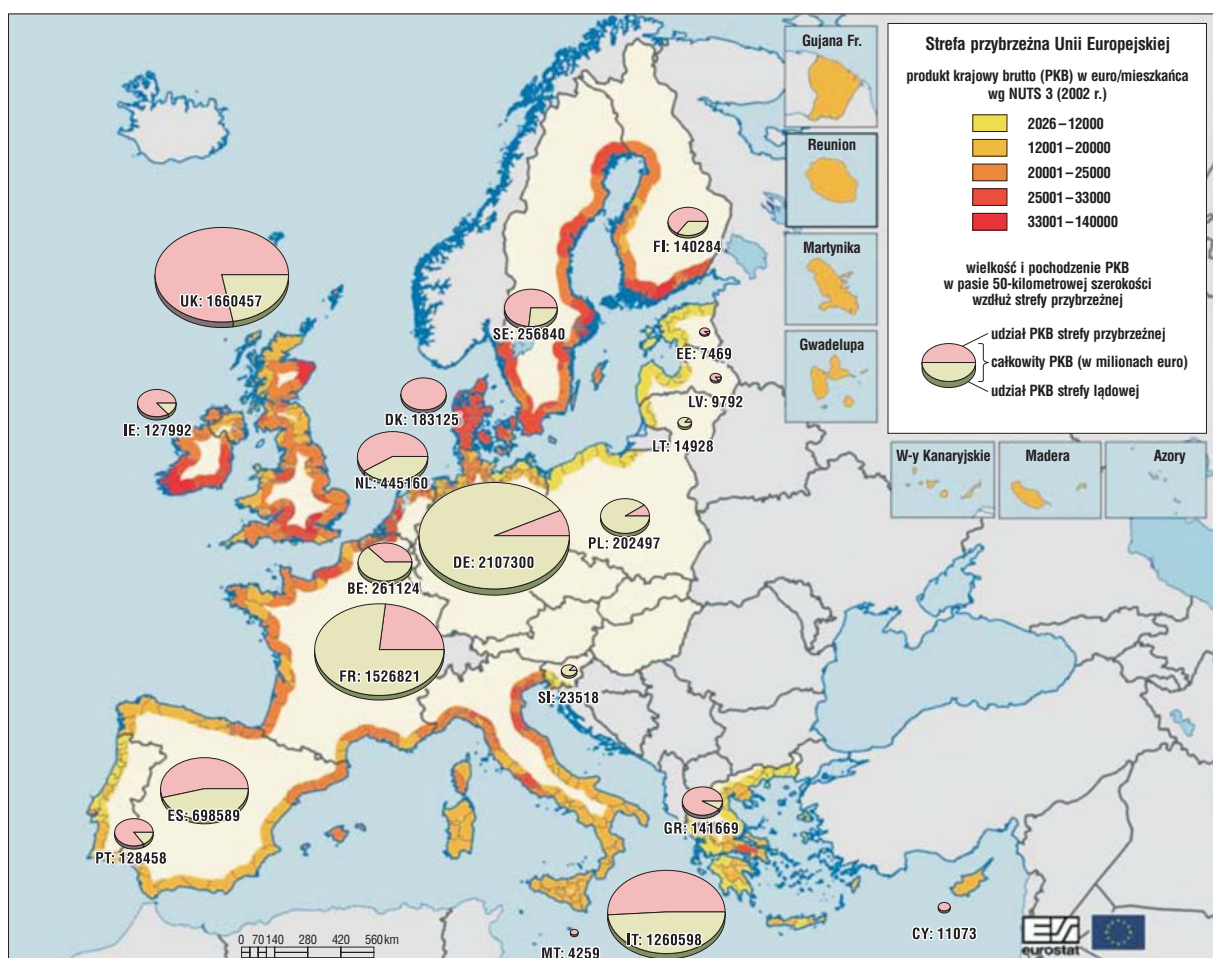 Gujana Fr.
Reunion
Martynika
Gwadelupa
W-y Kanaryjskie
Madera
Azory
Strefa przybrzeżna Unii Europejskiej
produkt krajowy brutto (PKB) w euro/mieszkańca
wg NUTS 3 (2002 r.)
2026–12000
12001–20000
20001–25000
25001–33000
33001–140000
wielkość i pochodzenie PKB
w pasie 50-kilometrowej szerokości
wzdłuż strefy przybrzeżnej
udział PKB strefy przybrzeżnej
całkowity PKB (w milionach euro)
udział PKB strefy lądowej
FI: 140284
UK: 1660457
SE: 256840
EE: 7469
LV: 9792
IE: 127992
DK: 183125
LT: 14928
NL: 445160
PL: 202497
DE: 2107300
BE: 261124
FR: 1526821
SI: 23518
ES: 698589
GR: 141669
PT: 128458
IT: 1260598
CY: 11073
MT: 4259
0 70 140 280 420 560 km
eurostat